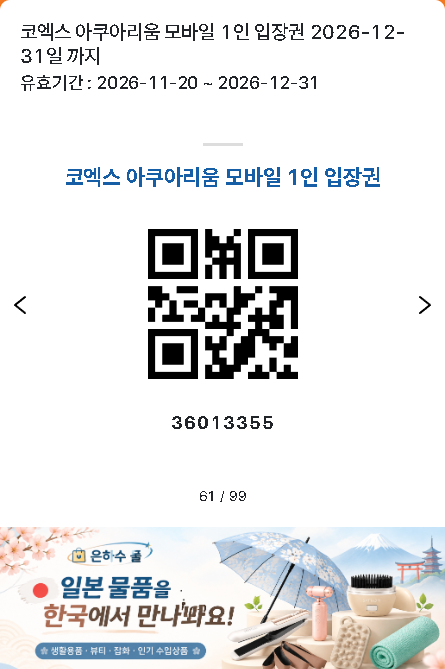 코엑스 아쿠아리움 모바일 1인 입장권 2026-12-
31일 까지
유효기간 : 2026-11-20 ~ 2026-12-31
코엑스 아쿠아리움 모바일 1인 입장권
36013355
61 / 99
은하수 몰
일본 물품을
한국에서 만나봐요!
생활용품 · 뷰티 · 잡화 · 인기 수입상품